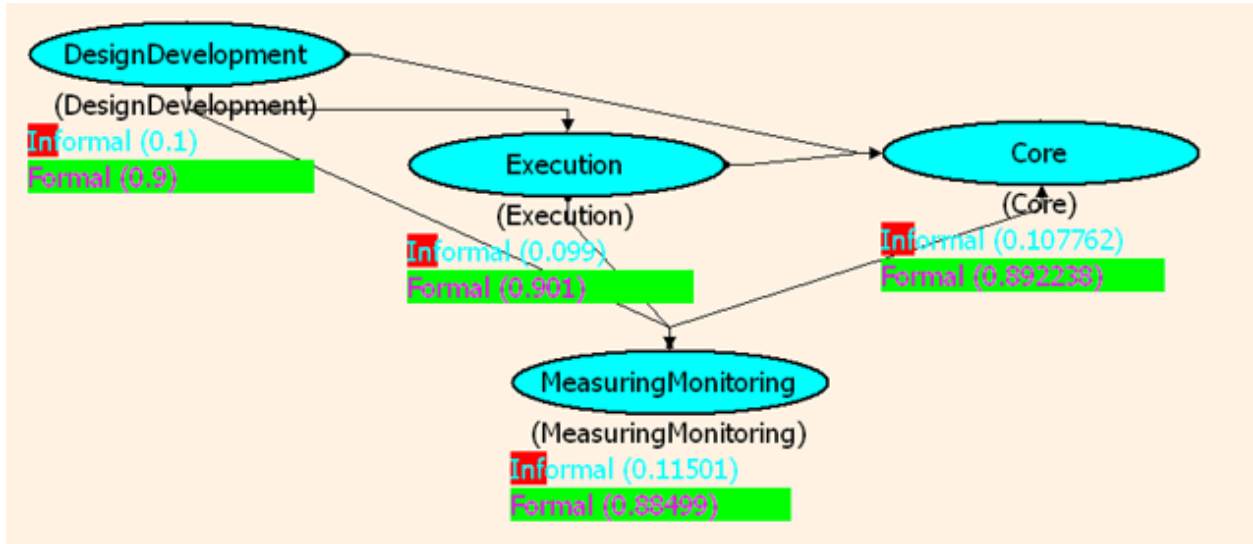 DesignDevelopment
(DesignDevelopment)
Informal (0.1)
Formal (0.9)
Execution
(Execution)
Informal (0.099)
Formal (0.901)
Core
(Core)
Informal (0.107762)
Formal (0.892238)
MeasuringMonitoring
(MeasuringMonitoring)
Informal (0.11501)
Formal (0.88499)